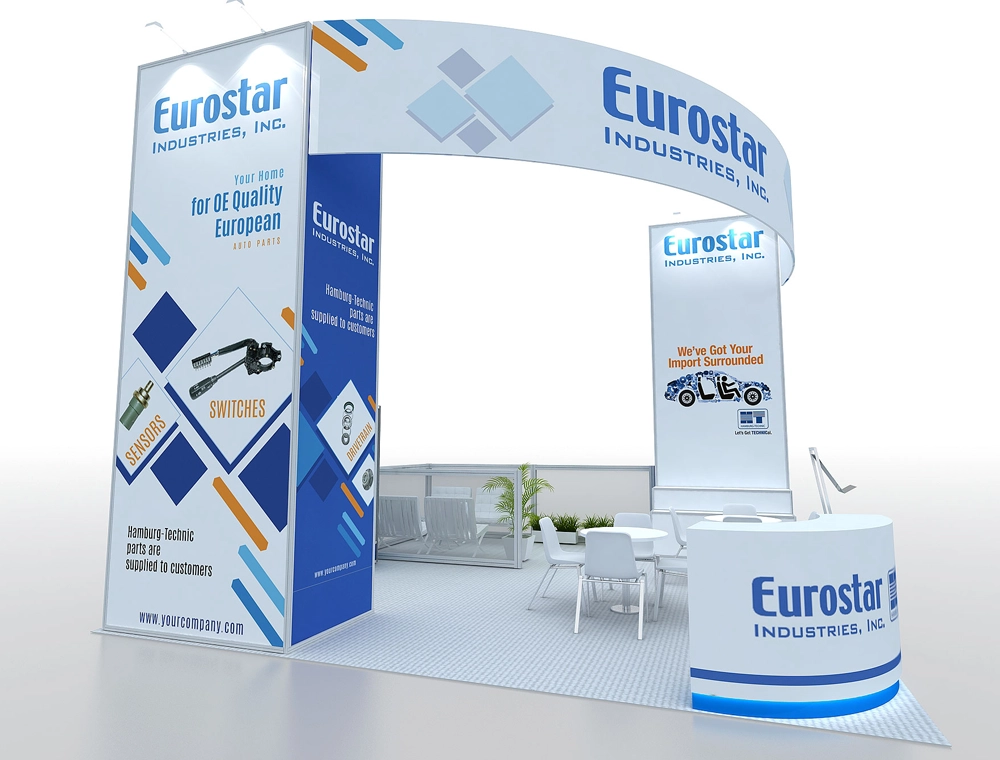 Eurostar
INDUSTRIES, INC.
Your Home
for OE Quality
European
AUTO PARTS
SWITCHES
SENSORS
Hamburg-Technic
parts are
supplied to customers
www.yourcompany.com
Eurostar
INDUSTRIES, INC.
Hamburg-Technic
parts are
supplied to customers
DRIVETRAIN
www.yourcompany.com
Eurostar
INDUSTRIES, INC.
Eurostar
INDUSTRIES, INC.
We've Got Your
Import Surrounded
HT
Let's Get TECHNICal.
Eurostar
INDUSTRIES, INC.